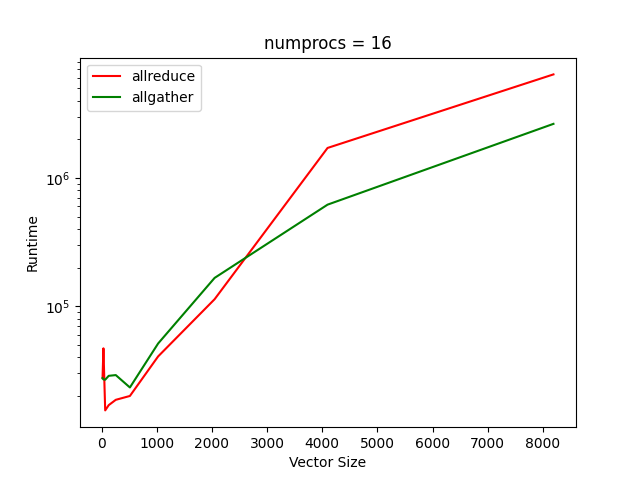 numprocs = 16
allreduce
allgather
Runtime
10^6
10^5
0 1000 2000 3000 4000 5000 6000 7000 8000
Vector Size